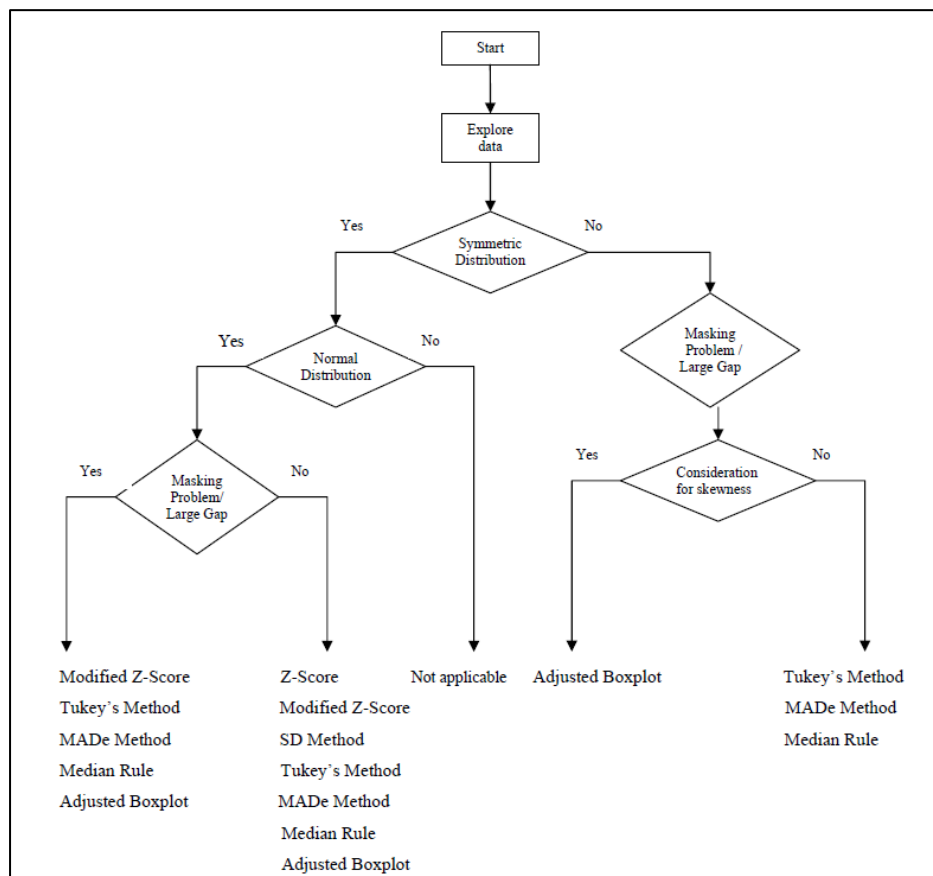 Start
Explore
data
Yes
No
Symmetric
Distribution
Masking
Problem /
Large Gap
Yes
No
Normal
Distribution
Yes
No
Masking
Problem/
Large Gap
Yes
No
Consideration
for skewness
Modified Z-Score
Tukey's Method
MADe Method
Median Rule
Adjusted Boxplot
Z-Score
Modified Z-Score
SD Method
Tukey's Method
MADe Method
Median Rule
Adjusted Boxplot
Not applicable
Adjusted Boxplot
Tukey's Method
MADe Method
Median Rule